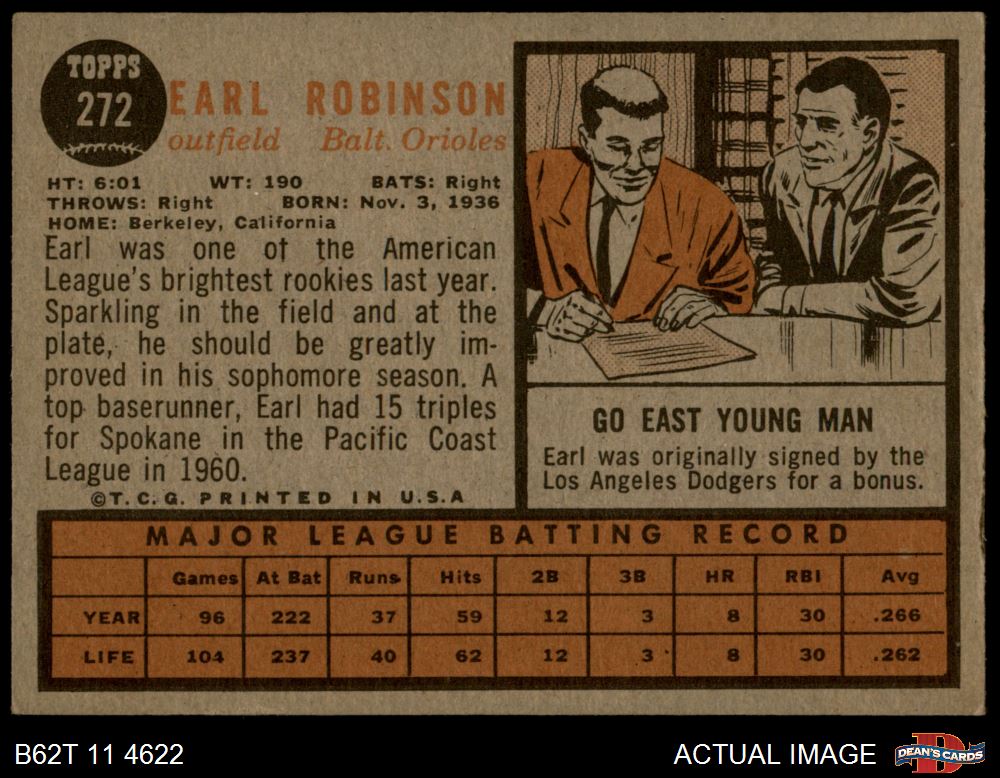 TOPPS
272
EARL ROBINSON
outfield Balt. Orioles
HT: 6:01 WT: 190 BATS: Right
THROWS: Right BORN: Nov. 3, 1936
HOME: Berkeley, California
Earl was one of the American
League's brightest rookies last year.
Sparkling in the field and at the
plate, he should be greatly im-
proved in his sophomore season. A
top baserunner, Earl had 15 triples
for Spokane in the Pacific Coast
League in 1960.
©T.C.G. PRINTED IN U.S.A
GO EAST YOUNG MAN
Earl was originally signed by the
Los Angeles Dodgers for a bonus.
MAJOR LEAGUE BATTING RECORD
Games At Bat Runs Hits 2B 3B HR RBI Avg
YEAR 96 222 37 59 12 3 8 30 .266
LIFE 104 237 40 62 12 3 8 30 .262
B62T 11 4622 ACTUAL IMAGE DEAN'S CARDS